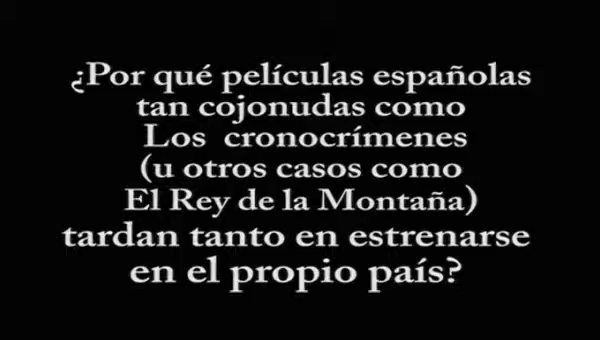 ¿Por qué películas españolas
tan cojonudas como
Los cronocrímenes
(u otros casos como
El Rey de la Montaña)
tardan tanto en estrenarse
en el propio país?